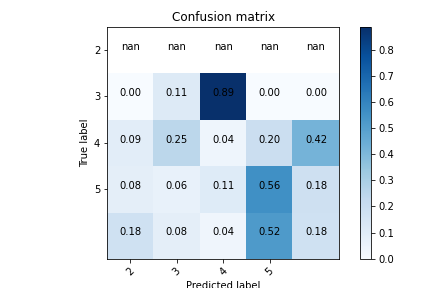 Confusion matrix
2 nan nan nan nan nan
3 0.00 0.11 0.89 0.00 0.00
4 0.09 0.25 0.04 0.20 0.42
5 0.08 0.06 0.11 0.56 0.18
0.18 0.08 0.04 0.52 0.18
2 3 4 5
True label
Predicted label
0.8
0.7
0.6
0.5
0.4
0.3
0.2
0.1
0.0